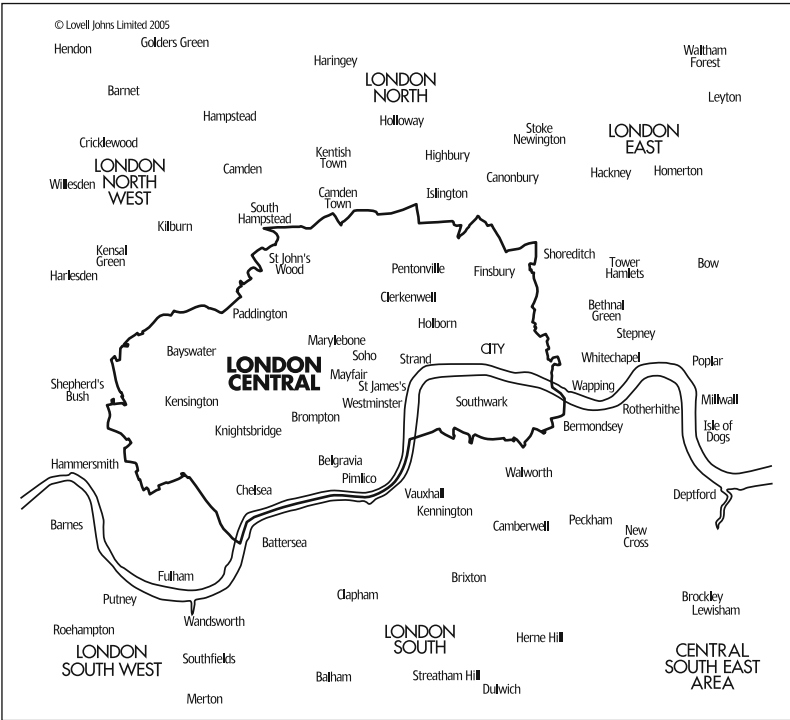 © Lovell Johns Limited 2005
Hendon
Golders Green
Haringey
Waltham
Forest
LONDON
NORTH
Barnet
Leyton
Hampstead
Holloway
Stoke
Newington
LONDON
EAST
Cricklewood
Kentish
Town
Highbury
LONDON
NORTH
WEST
Willesden
Camden
Canonbury
Hackney
Homerton
Camden
Town
Islington
South
Hampstead
Kilburn
Kensal
Green
Harlesden
St John's
Wood
Pentonville
Finsbury
Shoreditch
Tower
Hamlets
Bow
Clerkenwell
Paddington
Holborn
Bethnal
Green
Stepney
Bayswater
Marylebone
Soho
Strand
CITY
Whitechapel
Poplar
LONDON
CENTRAL
Mayfair
St James's
Westminster
Wapping
Shepherd's
Bush
Kensington
Brompton
Southwark
Rotherhithe
Millwall
Isle of
Dogs
Knightsbridge
Bermondsey
Hammersmith
Belgravia
Pimlico
Walworth
Chelsea
Vauxhall
Kennington
Deptford
Barnes
Battersea
Camberwell
Peckham
New
Cross
Fulham
Brixton
Putney
Clapham
Brockley
Lewisham
Wandsworth
Roehampton
LONDON
SOUTH WEST
LONDON
SOUTH
Herne Hill
Southfields
CENTRAL
SOUTH EAST
AREA
Balham
Streatham Hill
Dulwich
Merton